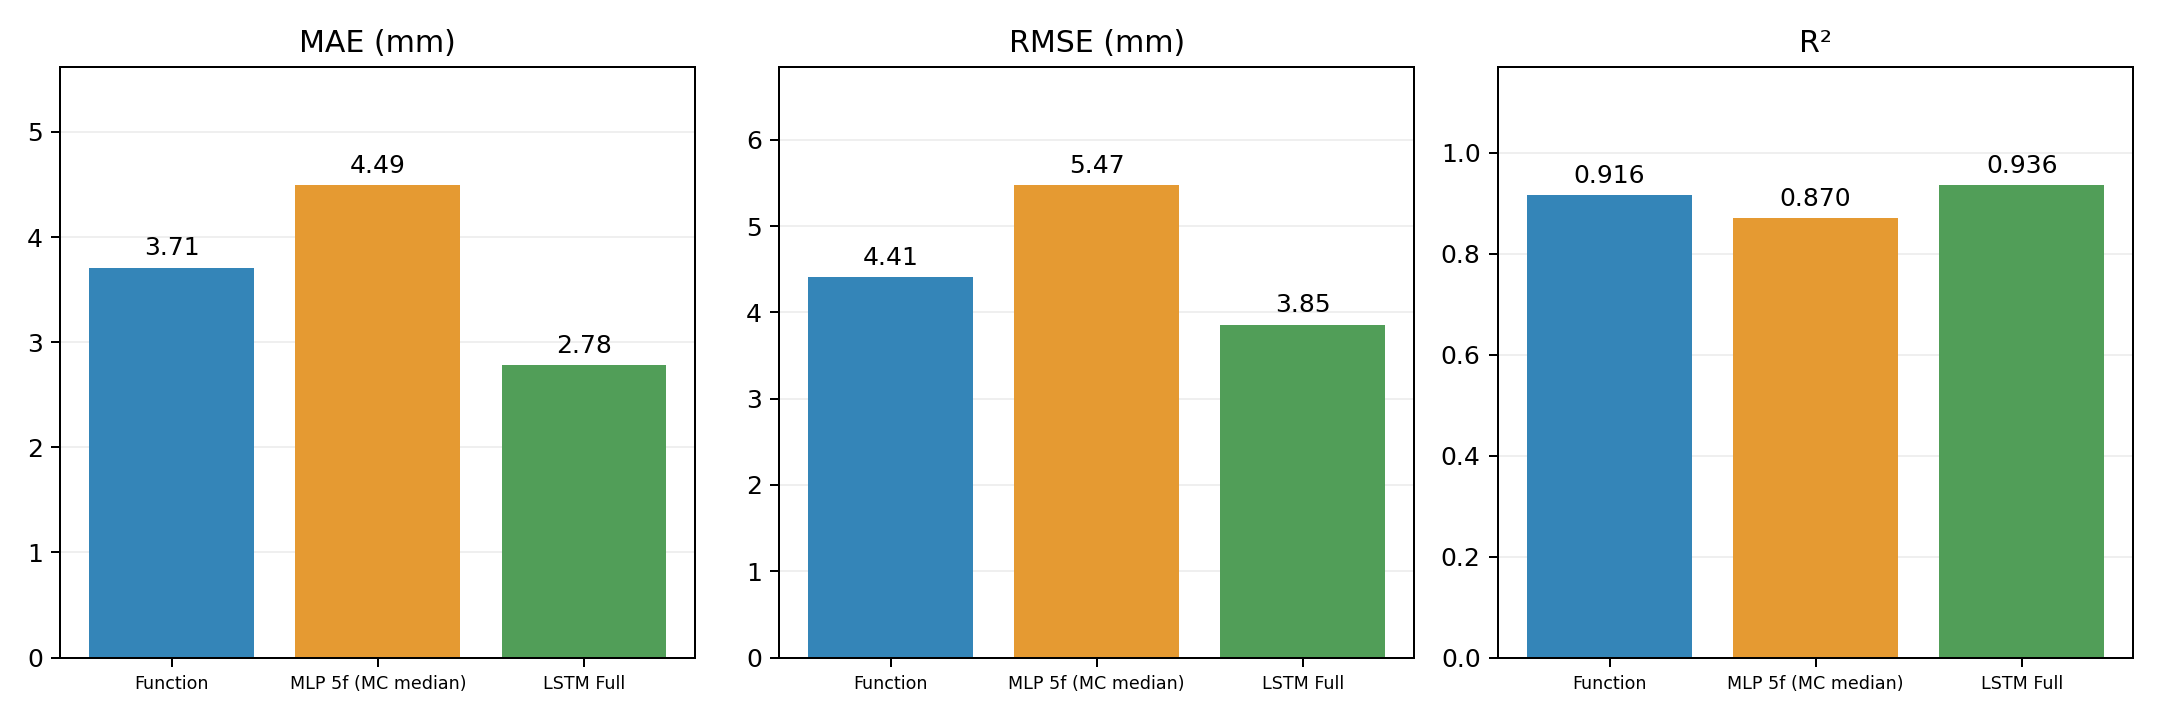 MAE (mm)
5
4
3
2
1
0
3.71
4.49
2.78
Function
MLP 5f (MC median)
LSTM Full
RMSE (mm)
6
5
4
3
2
1
0
4.41
5.47
3.85
Function
MLP 5f (MC median)
LSTM Full
R²
1.0
0.8
0.6
0.4
0.2
0.0
0.916
0.870
0.936
Function
MLP 5f (MC median)
LSTM Full